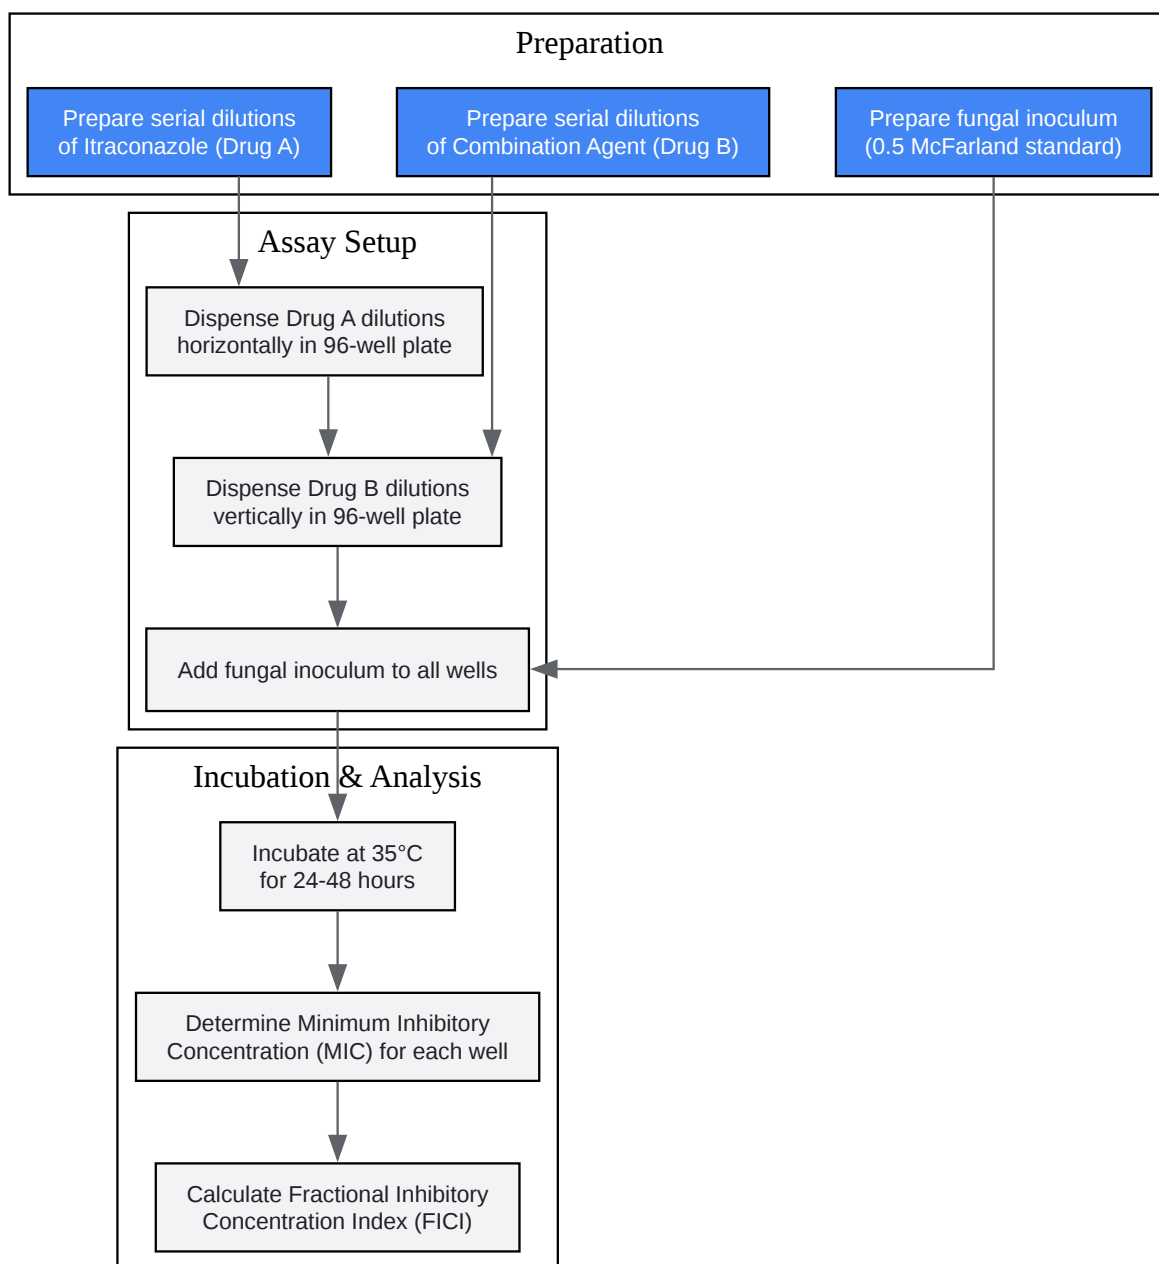 Preparation
Prepare serial dilutions
of Itraconazole (Drug A)
Prepare serial dilutions
of Combination Agent (Drug B)
Prepare fungal inoculum
(0.5 McFarland standard)
Assay Setup
Dispense Drug A dilutions
horizontally in 96-well plate
Dispense Drug B dilutions
vertically in 96-well plate
Add fungal inoculum to all wells
Incubation & Analysis
Incubate at 35°C
for 24-48 hours
Determine Minimum Inhibitory
Concentration (MIC) for each well
Calculate Fractional Inhibitory
Concentration Index (FICI)